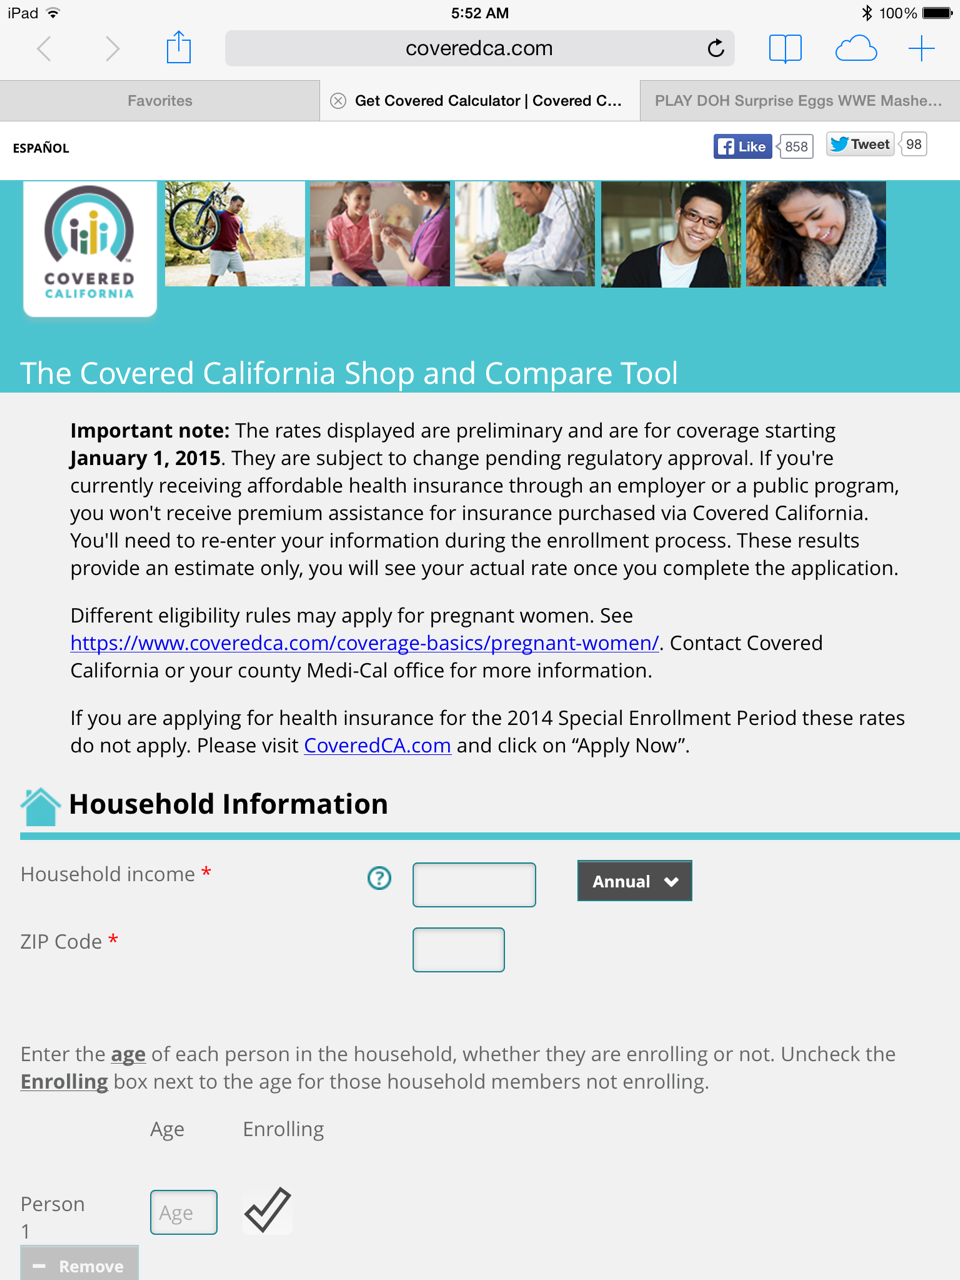 iPad 5:52 AM 100%
coveredca.com
Favorites Get Covered Calculator | Covered C... PLAY DOH Surprise Eggs WWE Mashe...
ESPAÑOL Like 858 Tweet 98
COVERED
CALIFORNIA
The Covered California Shop and Compare Tool
Important note: The rates displayed are preliminary and are for coverage starting
January 1, 2015. They are subject to change pending regulatory approval. If you're
currently receiving affordable health insurance through an employer or a public program,
you won't receive premium assistance for insurance purchased via Covered California.
You'll need to re-enter your information during the enrollment process. These results
provide an estimate only, you will see your actual rate once you complete the application.
Different eligibility rules may apply for pregnant women. See
https://www.coveredca.com/coverage-basics/pregnant-women/. Contact Covered
California or your county Medi-Cal office for more information.
If you are applying for health insurance for the 2014 Special Enrollment Period these rates
do not apply. Please visit CoveredCA.com and click on “Apply Now”.
Household Information
Household income * ? Annual
ZIP Code *
Enter the age of each person in the household, whether they are enrolling or not. Uncheck the
Enrolling box next to the age for those household members not enrolling.
Age Enrolling
Person
1
Age
Remove